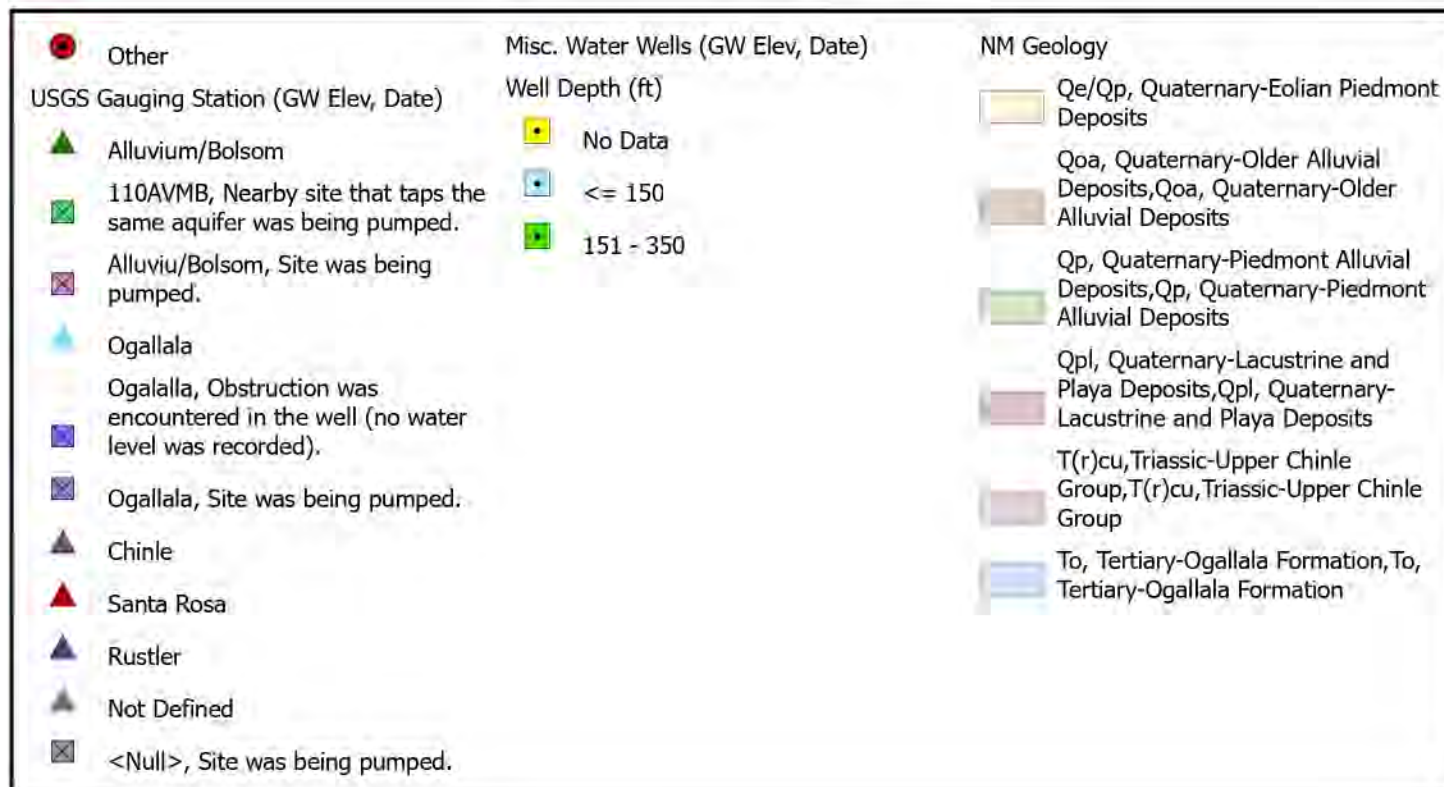 Other
USGS Gauging Station (GW Elev, Date)
Alluvium/Bolsom
110AVMB, Nearby site that taps the
same aquifer was being pumped.
Alluviu/Bolsom, Site was being
pumped.
Ogallala
Ogalalla, Obstruction was
encountered in the well (no water
level was recorded).
Ogallala, Site was being pumped.
Chinle
Santa Rosa
Rustler
Not Defined
<Null>, Site was being pumped.
Misc. Water Wells (GW Elev, Date)
Well Depth (ft)
No Data
<= 150
151 - 350
NM Geology
Qe/Qp, Quaternary-Eolian Piedmont
Deposits
Qoa, Quaternary-Older Alluvial
Deposits,Qoa, Quaternary-Older
Alluvial Deposits
Qp, Quaternary-Piedmont Alluvial
Deposits,Qp, Quaternary-Piedmont
Alluvial Deposits
Qpl, Quaternary-Lacustrine and
Playa Deposits,Qpl, Quaternary-
Lacustrine and Playa Deposits
T(r)cu,Triassic-Upper Chinle
Group,T(r)cu,Triassic-Upper Chinle
Group
To, Tertiary-Ogallala Formation,To,
Tertiary-Ogallala Formation